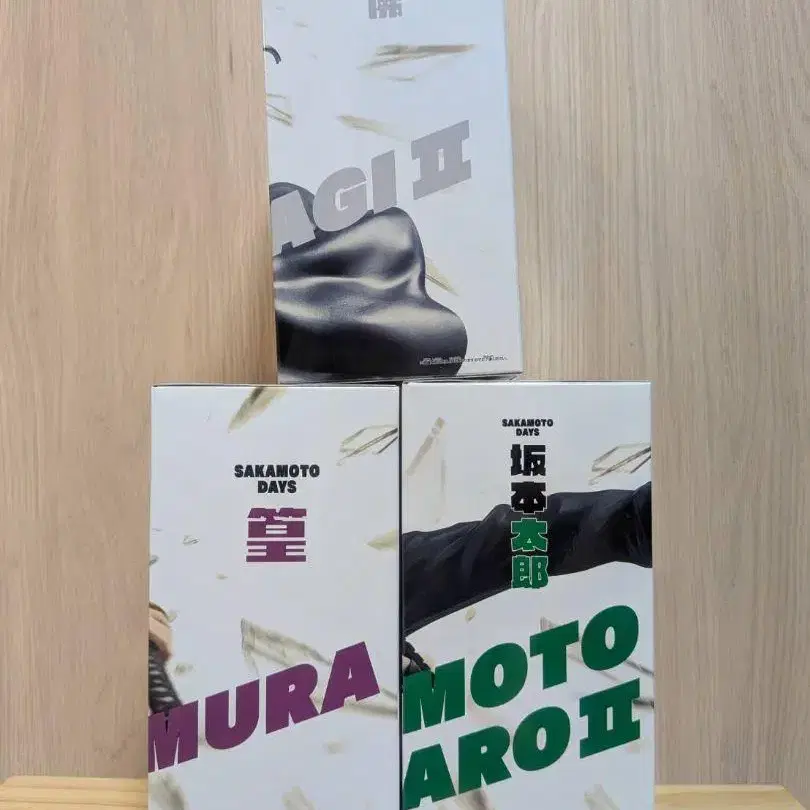 AGI II
SAKAMOTO
DAYS
篁
MURA
SAKAMOTO
DAYS
坂本太郎
MOTO
ARO II